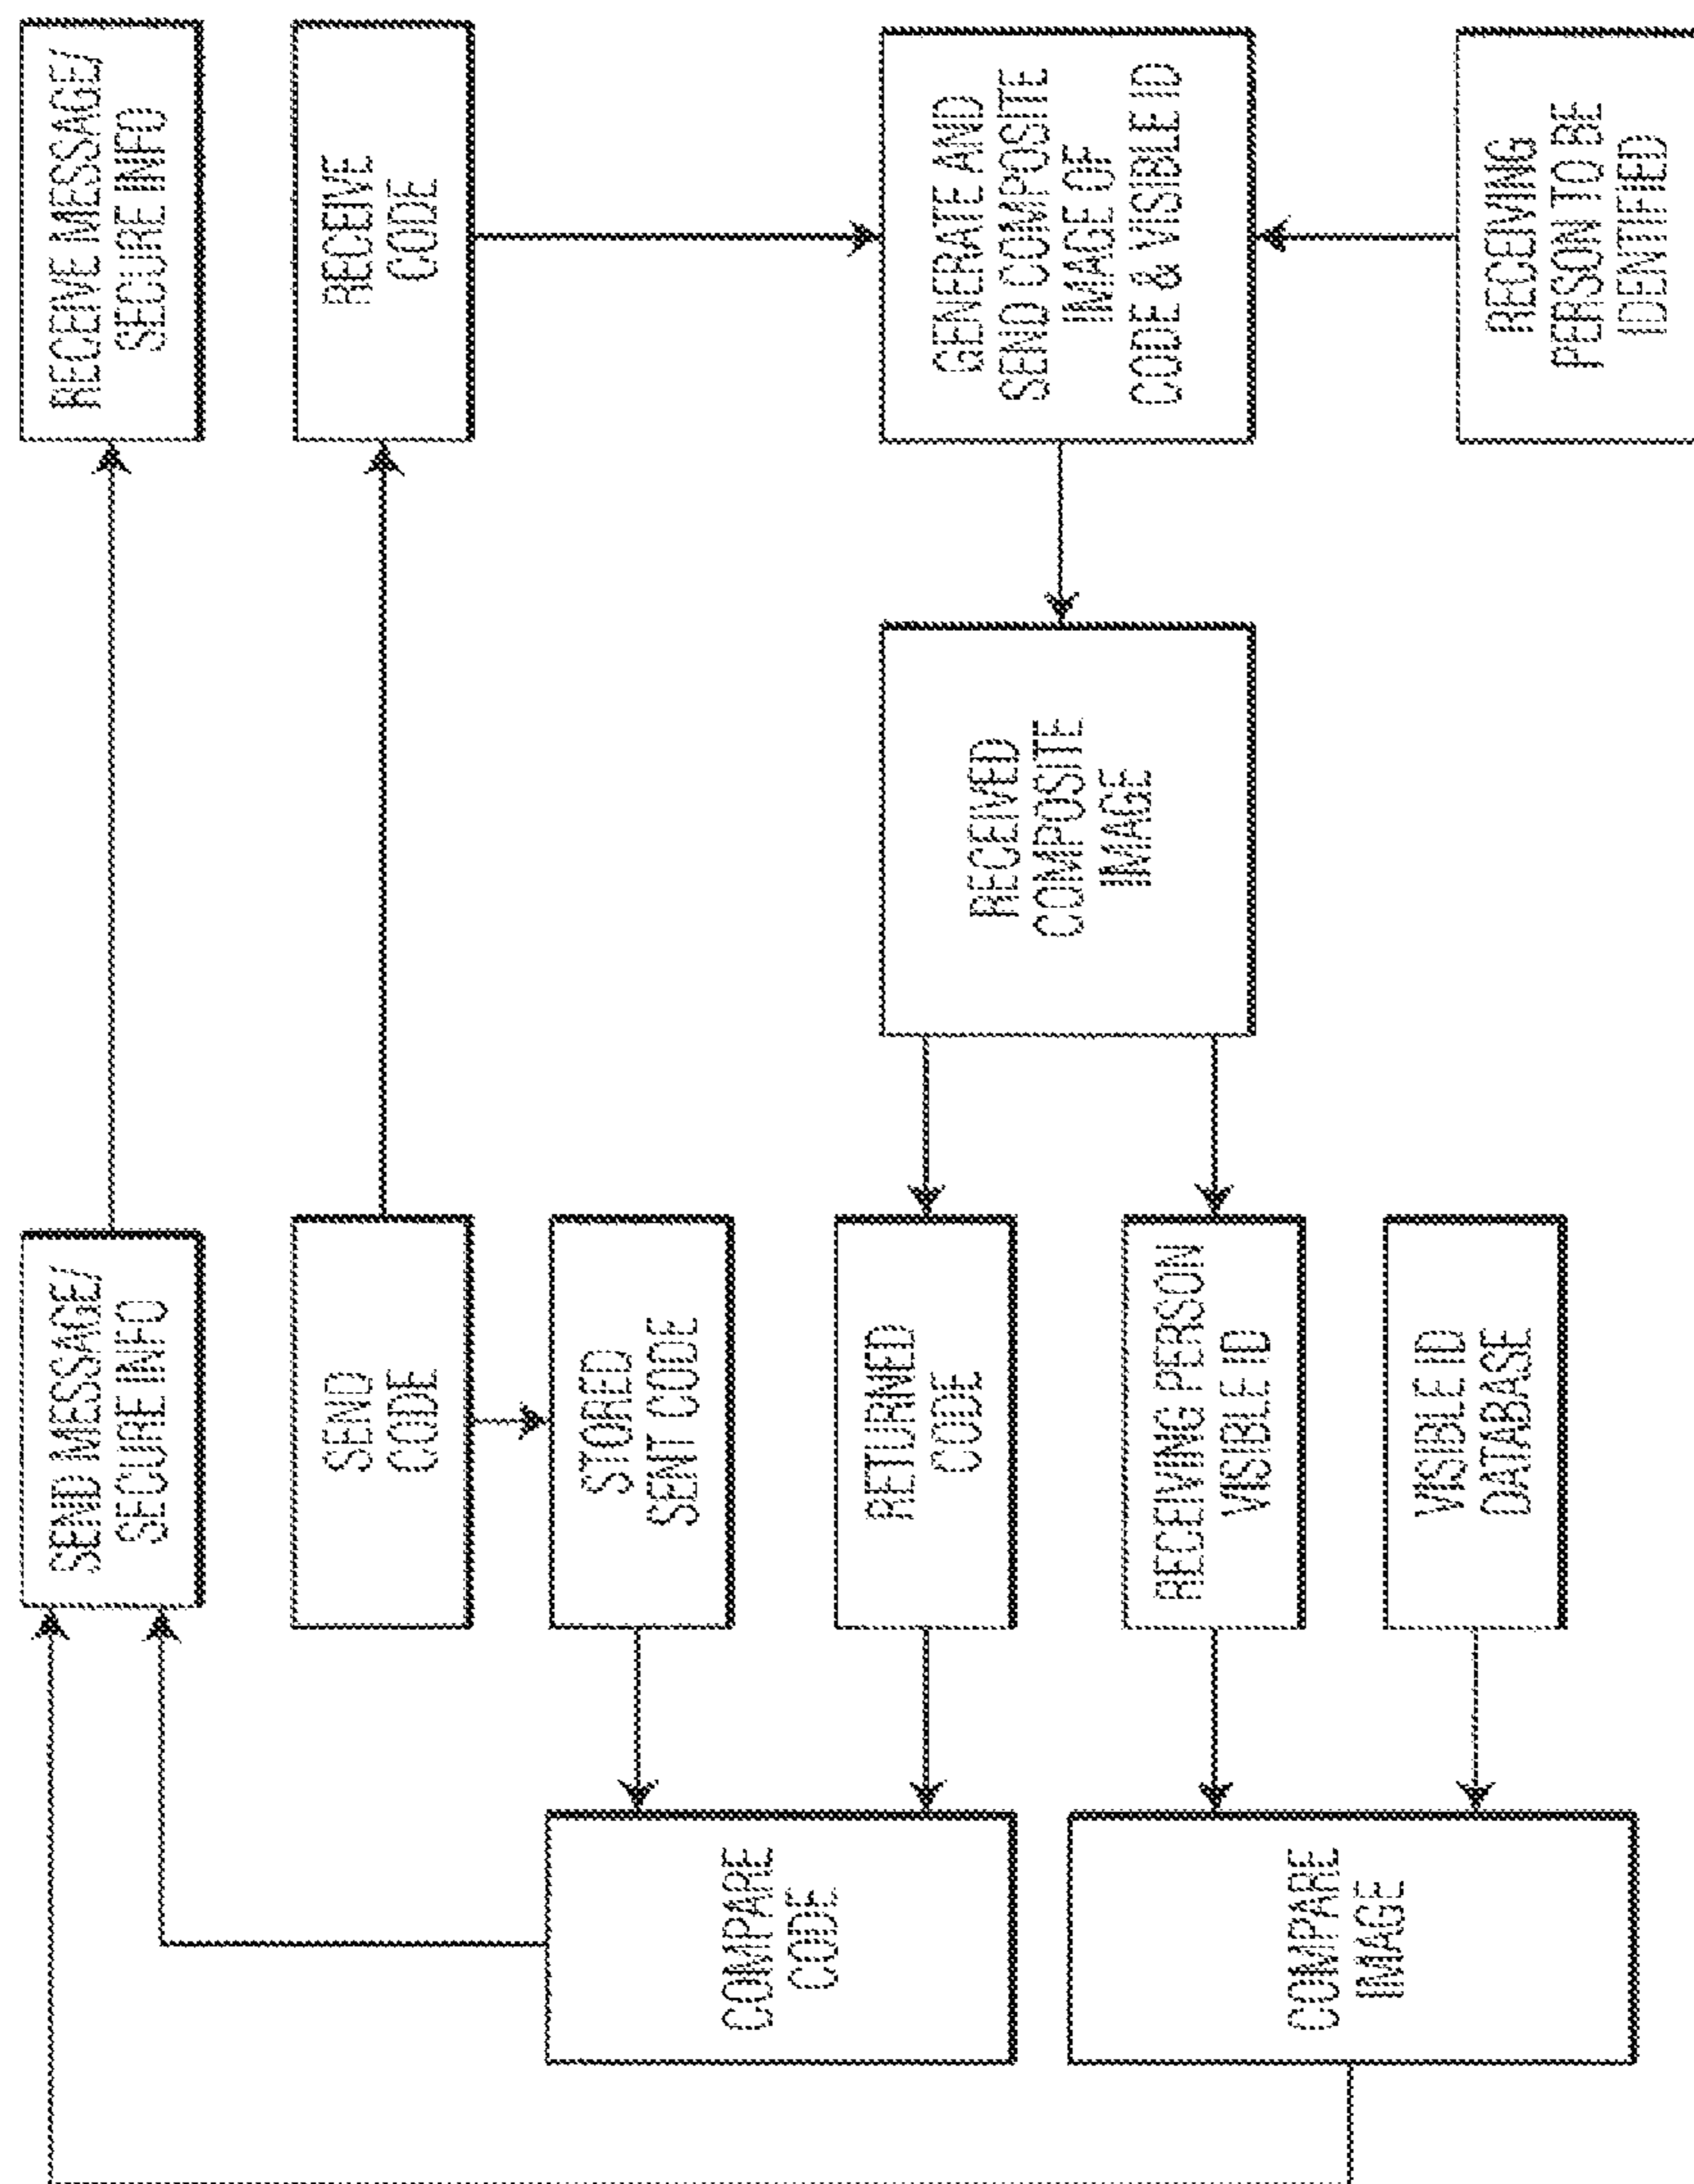 SEND MESSAGE/
SECURE INFO
RECEIVE MESSAGE/
SECURE INFO
SEND
CODE
RECEIVE
CODE
STORED
SENT CODE
COMPARE
CODE
RETURNED
CODE
RECEIVED
COMPOSITE
IMAGE
GENERATE AND
SEND COMPOSITE
IMAGE OF
CODE & VISIBLE ID
RECEIVING PERSON
VISIBLE ID
COMPARE
IMAGE
VISIBLE ID
DATABASE
RECEIVING
PERSON TO BE
IDENTIFIED